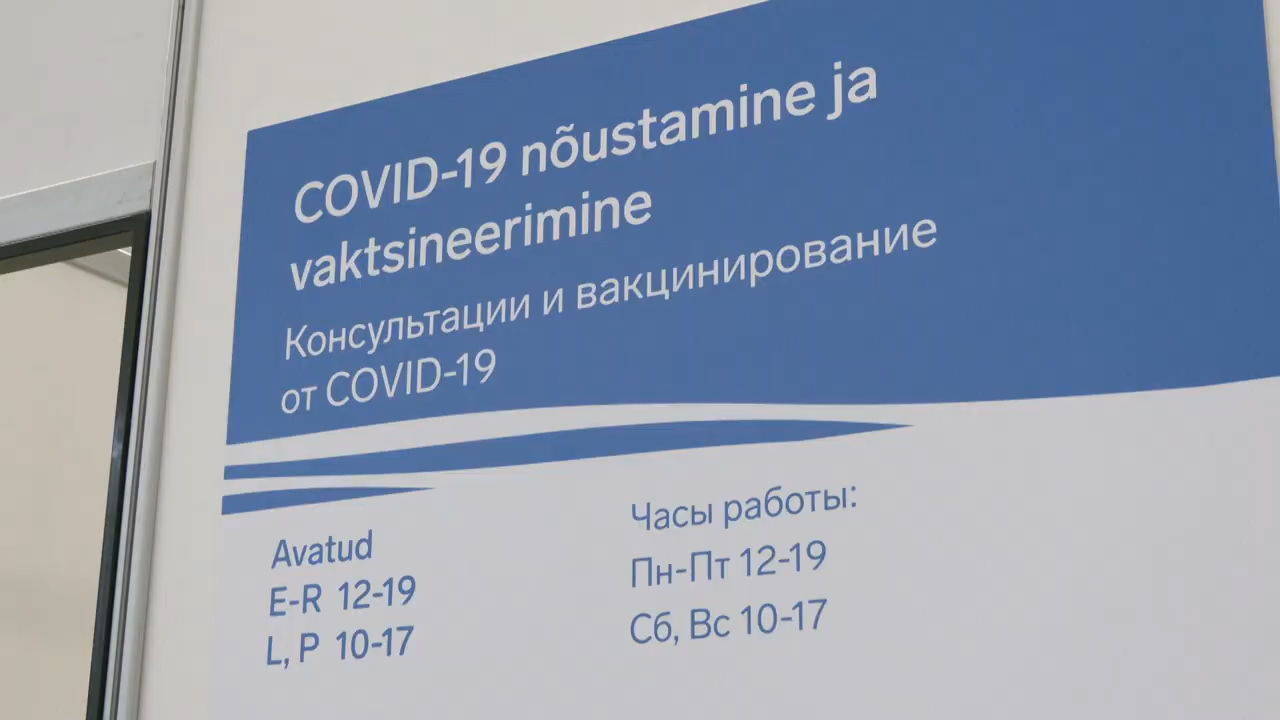 COVID-19 nõustamine ja
vaktsineerimine
Консультации и вакцинирование
от COVID-19
Avatud
E-R 12-19
L, P 10-17
Часы работы:
Пн-Пт 12-19
Сб, Вс 10-17